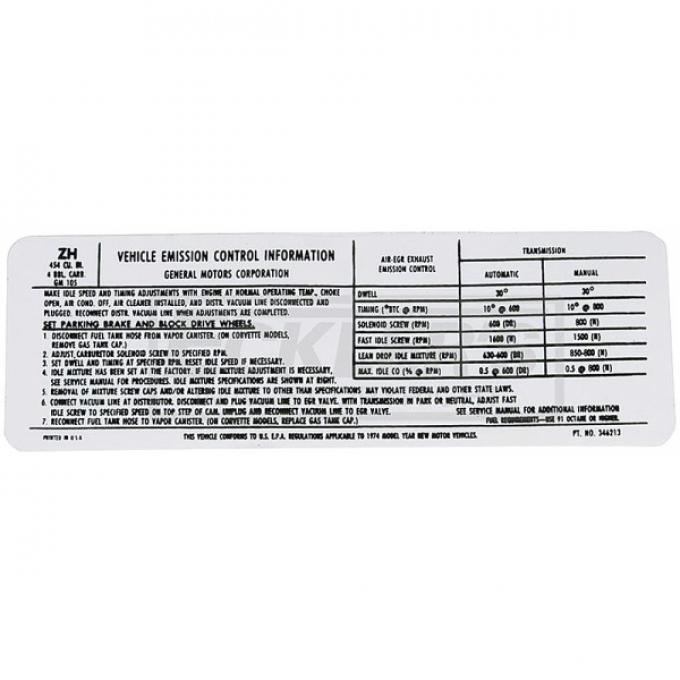 ZH
454 CU. IN.
4 BBL. CARB.
GM 105
VEHICLE EMISSION CONTROL INFORMATION
GENERAL MOTORS CORPORATION
MAKE IDLE SPEED AND TIMING ADJUSTMENTS WITH ENGINE AT NORMAL OPERATING TEMP., CHOKE
OPEN, AIR COND. OFF, AIR CLEANER INSTALLED, AND DISTR. VACUUM LINE DISCONNECTED AND
PLUGGED. RECONNECT DISTR. VACUUM LINE WHEN ADJUSTMENTS ARE COMPLETED.
SET PARKING BRAKE AND BLOCK DRIVE WHEELS.
1. DISCONNECT FUEL TANK HOSE FROM VAPOR CANISTER. (ON CORVETTE MODELS,
REMOVE GAS TANK CAP.)
2. ADJUST CARBURETOR SOLENOID SCREW TO SPECIFIED RPM.
3. SET DWELL AND TIMING AT SPECIFIED RPM. RESET IDLE SPEED IF NECESSARY.
4. IDLE MIXTURE HAS BEEN SET AT THE FACTORY. IF IDLE MIXTURE ADJUSTMENT IS NECESSARY,
SEE SERVICE MANUAL FOR PROCEDURES. IDLE MIXTURE SPECIFICATIONS ARE SHOWN AT RIGHT.
5. REMOVAL OF MIXTURE SCREW CAPS AND/OR ALTERING IDLE MIXTURE TO OTHER THAN ABOVE SPECIFICATIONS MAY VIOLATE FEDERAL AND OTHER STATE LAWS.
6. CONNECT VACUUM LINE AT DISTRIBUTOR. DISCONNECT AND PLUG VACUUM LINE TO EGR VALVE. WITH TRANSMISSION IN PARK OR NEUTRAL, ADJUST FAST
IDLE SCREW TO SPECIFIED SPEED ON TOP STEP OF CAM. UNPLUG AND RECONNECT VACUUM LINE TO EGR VALVE.
7. RECONNECT FUEL TANK HOSE TO VAPOR CANISTER. (ON CORVETTE MODELS, REPLACE GAS TANK CAP.)
AIR-EGR EXHAUST
EMISSION CONTROL
TRANSMISSION
AUTOMATIC MANUAL
DWELL 30° 30°
TIMING (°BTC @ RPM) 10° @ 600 10° @ 800
SOLENOID SCREW (RPM) 600 (DR) 800 (N)
FAST IDLE SCREW (RPM) 1600 (N) 1500 (N)
LEAN DROP IDLE MIXTURE (RPM) 630-600 (DR) 850-800 (N)
MAX. IDLE CO (% @ RPM) 0.5 @ 600 (DR) 0.5 @ 800 (N)
SEE SERVICE MANUAL FOR ADDITIONAL INFORMATION
FUEL REQUIREMENTS—USE 91 OCTANE OR HIGHER
PRINTED IN U.S.A.
THIS VEHICLE CONFORMS TO U.S. E.P.A. REGULATIONS APPLICABLE TO 1974 MODEL YEAR NEW MOTOR VEHICLES.
PT. NO. 346213